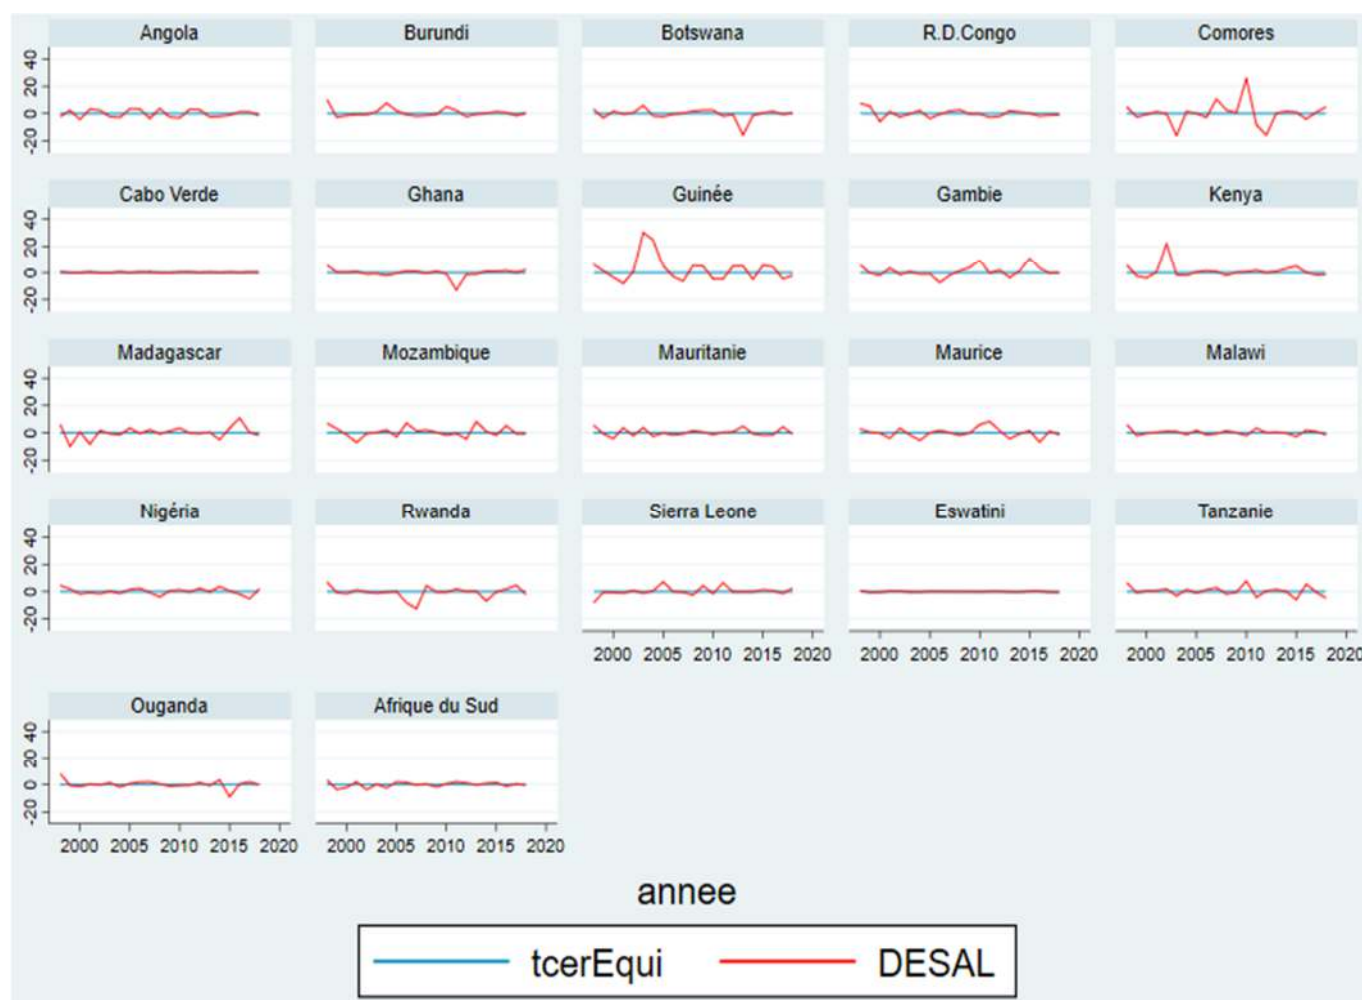 Angola Burundi Botswana R.D.Congo Comores
-20 0 20 40
Cabo Verde Ghana Guinée Gambie Kenya
-20 0 20 40
Madagascar Mozambique Mauritanie Maurice Malawi
-20 0 20 40
Nigéria Rwanda Sierra Leone Eswatini Tanzanie
-20 0 20 40
2000 2005 2010 2015 2020 2000 2005 2010 2015 2020 2000 2005 2010 2015 2020
Ouganda Afrique du Sud
-20 0 20 40
2000 2005 2010 2015 2020 2000 2005 2010 2015 2020
annee
tcerEqui DESAL